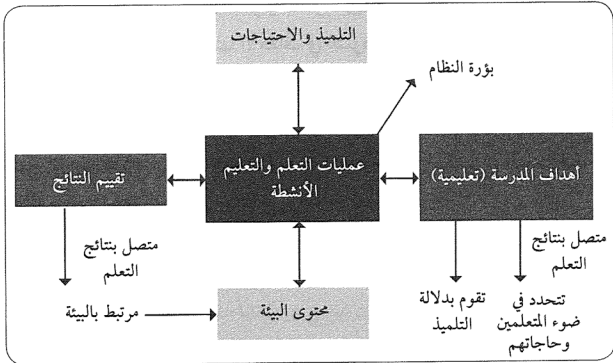 التلميذ والاحتياجات
بؤرة النظام
أهداف المدرسة (تعليمية)
عمليات التعلم والتعليم
الأنشطة
تقييم النتائج
متصل بنتائج
التعلم
متصل بنتائج
التعلم
تتحدد في
ضوء المتعلمين
وحاجاتهم
تقوم بدلالة
التلميذ
محتوى البيئة
مرتبط بالبيئة